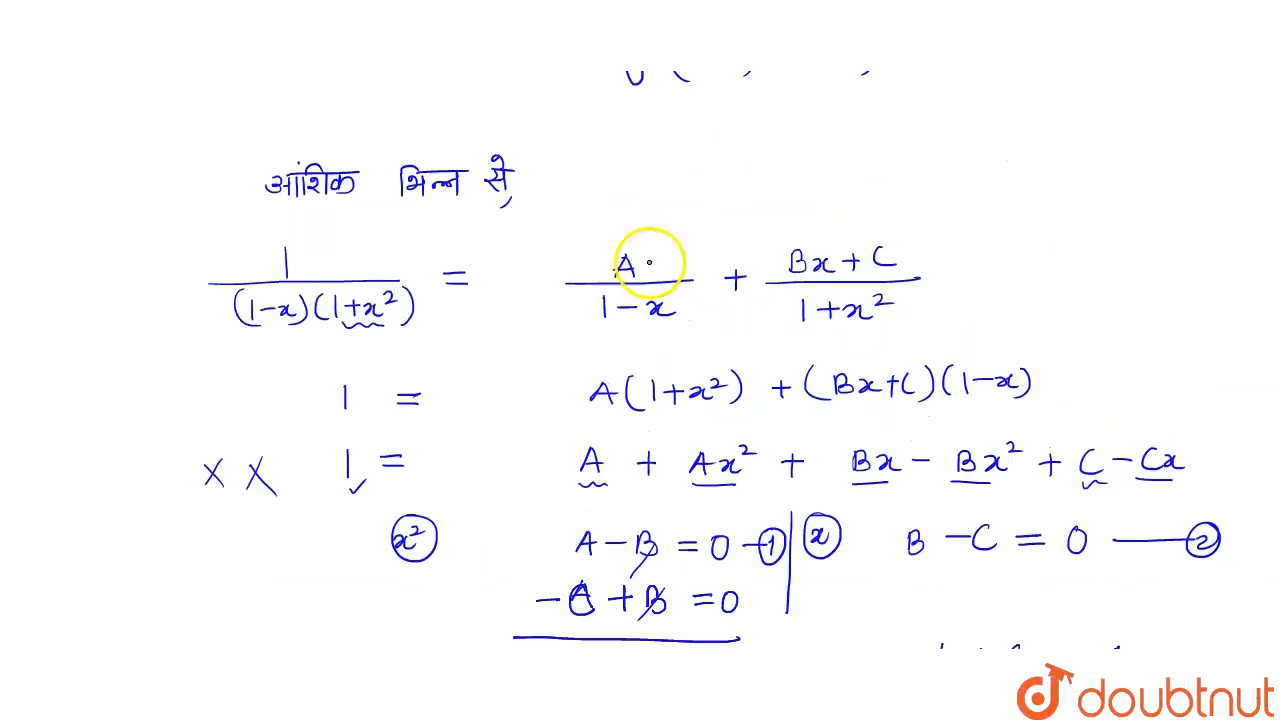 आंशिक भिन्न से,
1/((1-x)(1+x²)) = A/(1-x) + (Bx+C)/(1+x²)
1 = A(1+x²) + (Bx+C)(1-x)
X X 1 = A + Ax² + Bx - Bx² + C - Cx
x² A - B = 0 -① | x B - C = 0 — ②
+ B = 0
doubtnut